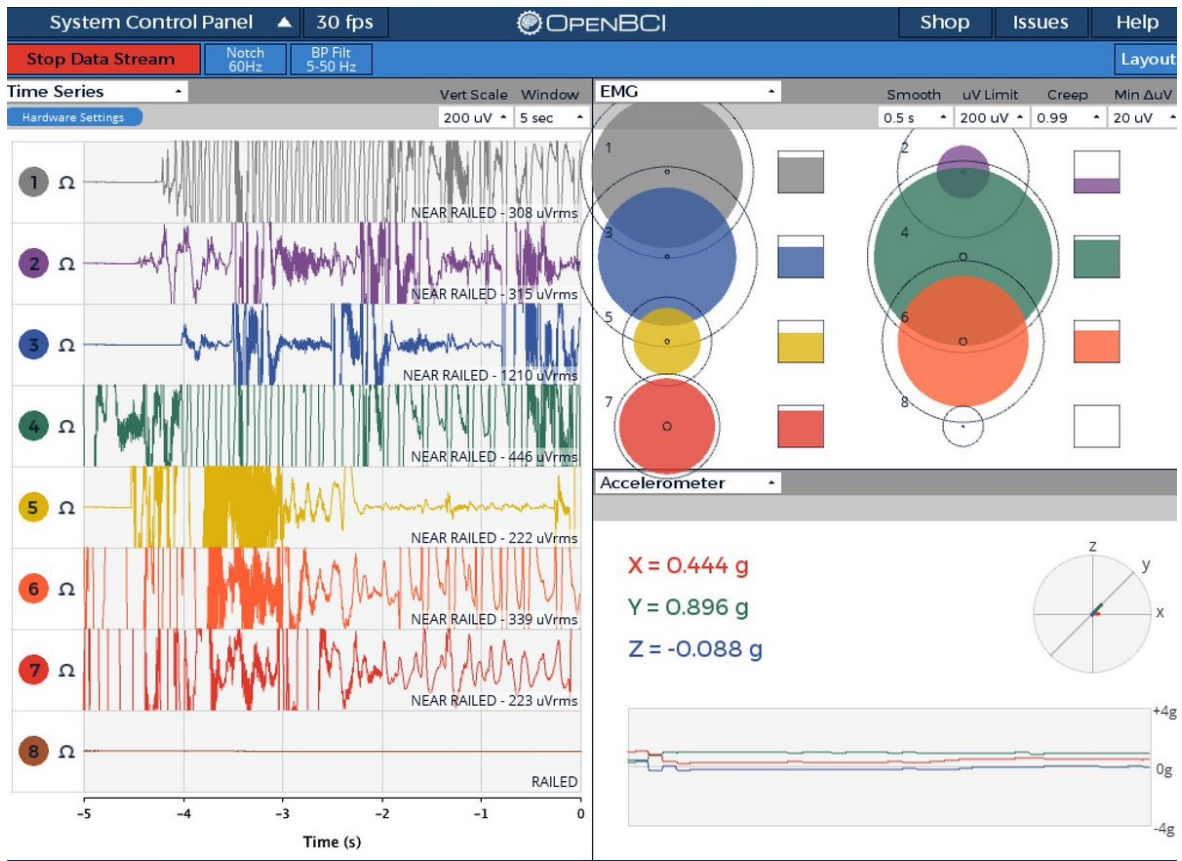 System Control Panel 30 fps OPENBCI Shop Issues Help
Stop Data Stream Notch 60Hz BP Filt 5-50 Hz Layout
Time Series
Vert Scale Window
Hardware Settings 200 uV 5 sec
1 Ω NEAR RAILED - 308 uVrms
2 Ω NEAR RAILED - 315 uVrms
3 Ω NEAR RAILED - 1210 uVrms
4 Ω NEAR RAILED - 446 uVrms
5 Ω NEAR RAILED - 222 uVrms
6 Ω NEAR RAILED - 339 uVrms
7 Ω NEAR RAILED - 223 uVrms
8 Ω RAILED
-5 -4 -3 -2 -1 0
Time (s)
EMG
Smooth uV Limit Creep Min ΔuV
0.5 s 200 uV 0.99 20 uV
1 2
3 4
5 6
7 8
Accelerometer
X = 0.444 g
Y = 0.896 g
Z = -0.088 g
z
y
x
+4g
0g
-4g